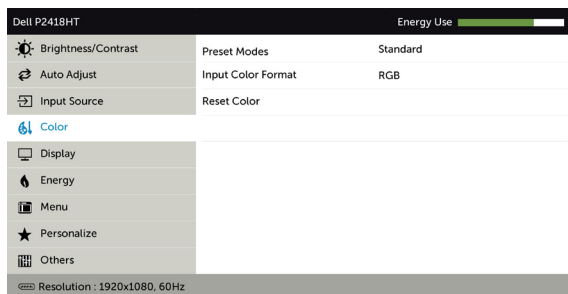 Dell P2418HT Energy Use
Brightness/Contrast Preset Modes Standard
Auto Adjust Input Color Format RGB
Input Source Reset Color
Color
Display
Energy
Menu
Personalize
Others
Resolution : 1920x1080, 60Hz